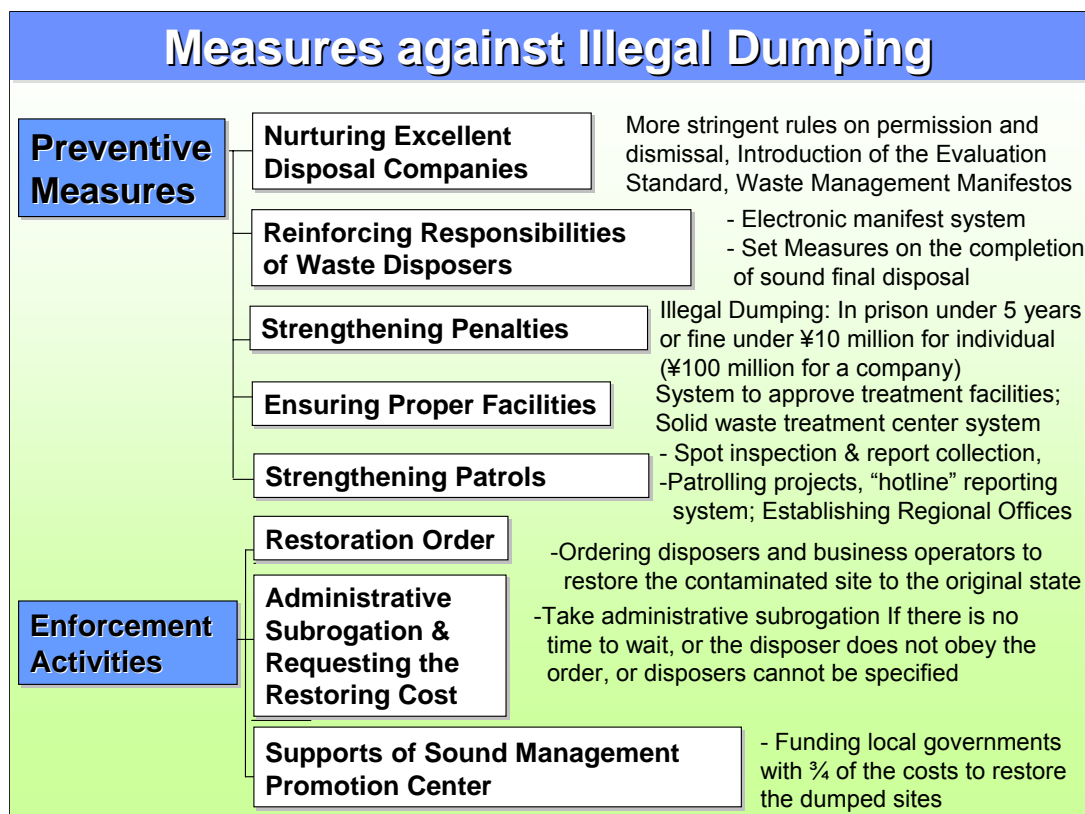 Measures against Illegal Dumping
Preventive
Measures
Nurturing Excellent
Disposal Companies
More stringent rules on permission and
dismissal, Introduction of the Evaluation
Standard, Waste Management Manifestos
Reinforcing Responsibilities
of Waste Disposers
- Electronic manifest system
- Set Measures on the completion
of sound final disposal
Strengthening Penalties
Illegal Dumping: In prison under 5 years
or fine under ¥10 million for individual
(¥100 million for a company)
Ensuring Proper Facilities
System to approve treatment facilities;
Solid waste treatment center system
Strengthening Patrols
- Spot inspection & report collection,
-Patrolling projects, “hotline” reporting
system; Establishing Regional Offices
Enforcement
Activities
Restoration Order
-Ordering disposers and business operators to
restore the contaminated site to the original state
Administrative
Subrogation &
Requesting the
Restoring Cost
-Take administrative subrogation If there is no
time to wait, or the disposer does not obey the
order, or disposers cannot be specified
Supports of Sound Management
Promotion Center
- Funding local governments
with ¾ of the costs to restore
the dumped sites